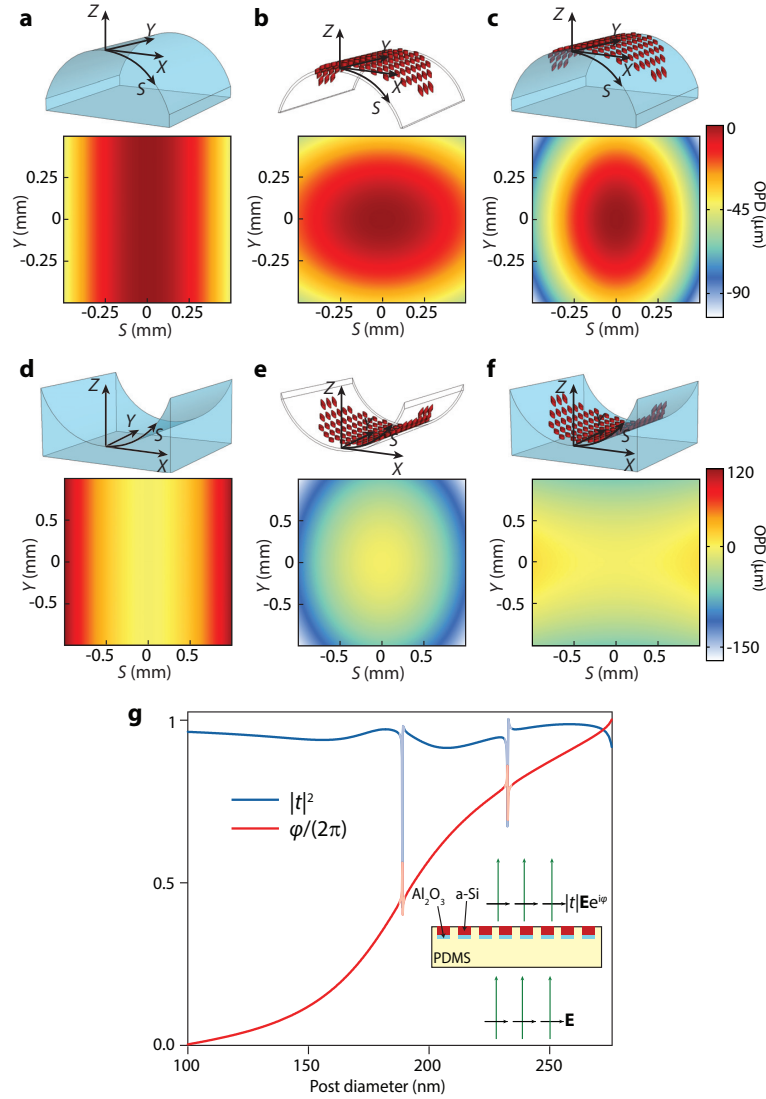 a
b
c
Z
Y
X
S
Z
Y
X
S
Z
Y
X
S
0.25
0
-0.25
Y (mm)
-0.25
0
0.25
S (mm)
0.25
0
-0.25
Y (mm)
-0.25
0
0.25
S (mm)
0.25
0
-0.25
Y (mm)
-0.25
0
0.25
S (mm)
0
-45
-90
OPD (μm)
d
e
f
Z
Y
S
X
Z
S
X
Z
S
X
0.5
0
-0.5
Y (mm)
-0.5
0
0.5
S (mm)
0.5
0
-0.5
Y (mm)
-0.5
0
0.5
S (mm)
0.5
0
-0.5
Y (mm)
-0.5
0
0.5
S (mm)
120
0
-150
OPD (μm)
g
1
0.5
0.0
|t|²
φ/(2π)
Al₂O₃
a-Si
|t|Ee^{iφ}
PDMS
E
100
150
200
250
Post diameter (nm)